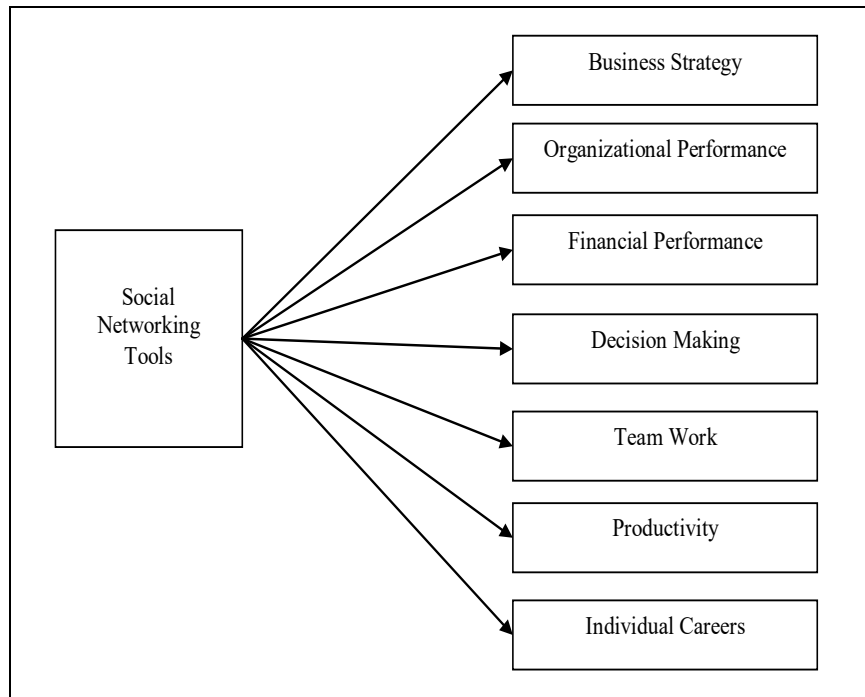 Business Strategy
Organizational Performance
Financial Performance
Social
Networking
Tools
Decision Making
Team Work
Productivity
Individual Careers